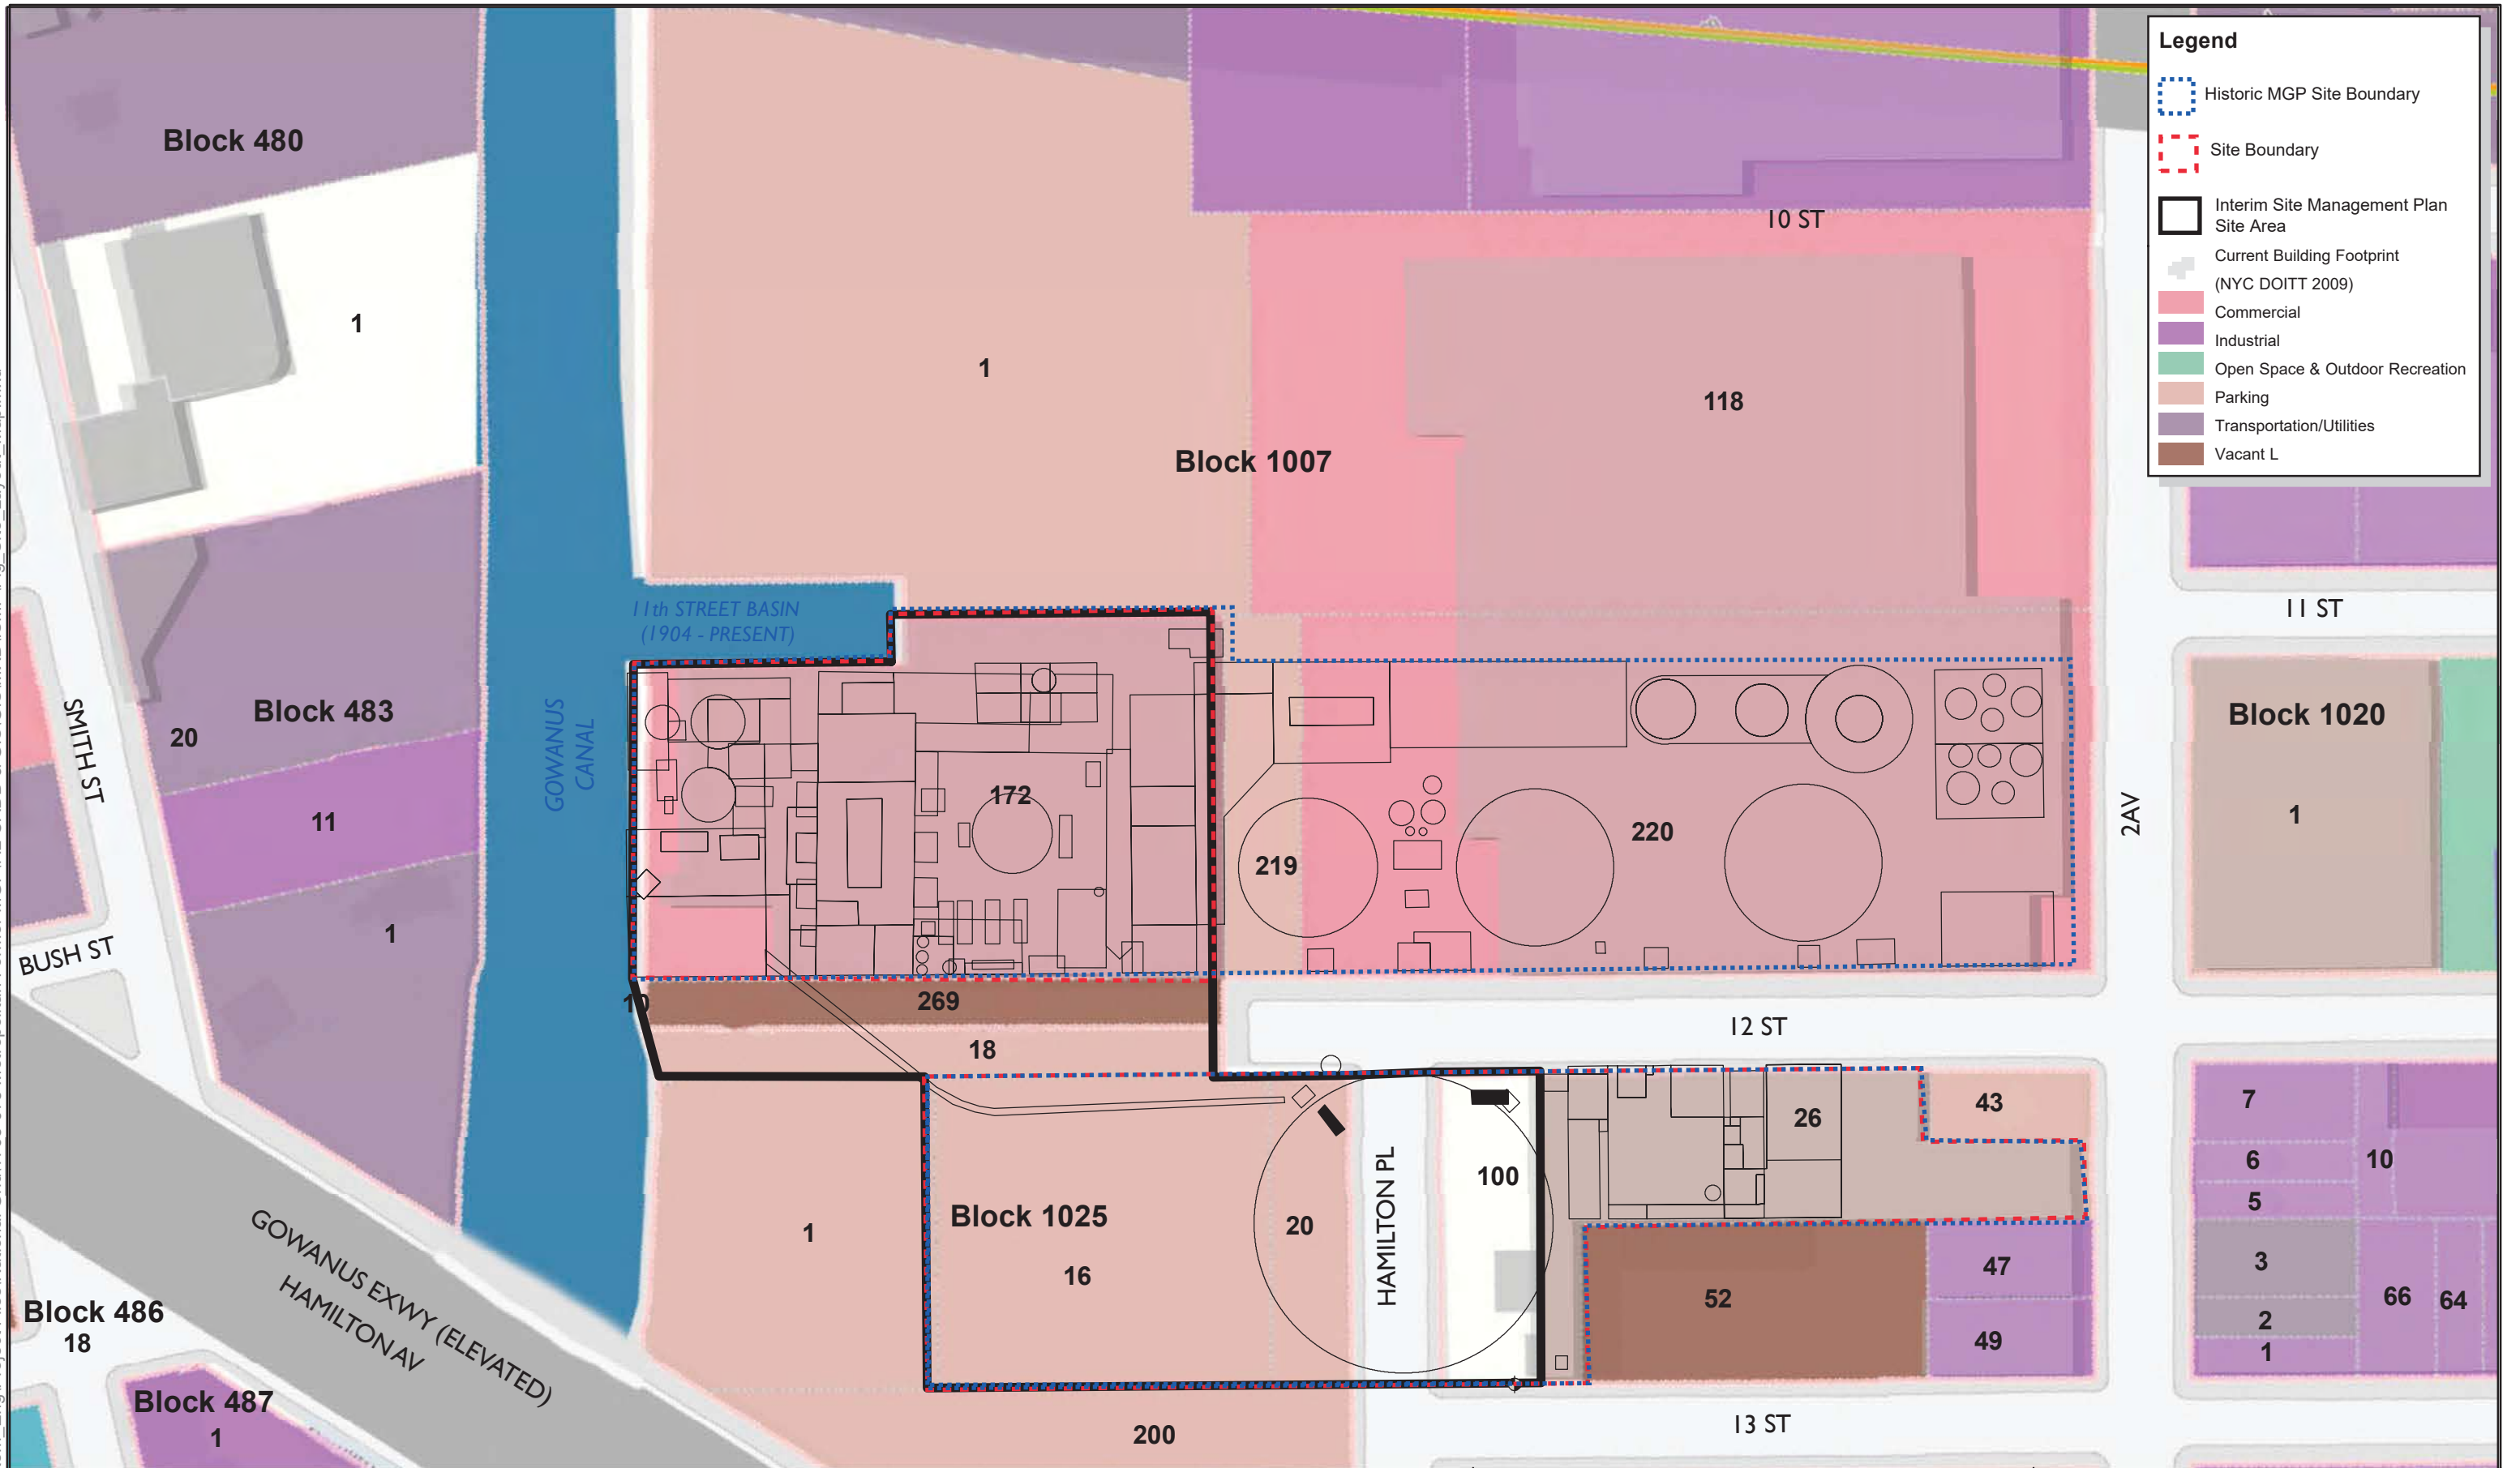 Legend
Historic MGP Site Boundary
Site Boundary
Interim Site Management Plan
Site Area
Current Building Footprint
(NYC DOITT 2009)
Commercial
Industrial
Open Space & Outdoor Recreation
Parking
Transportation/Utilities
Vacant L
Block 480
1
10 ST
1
118
Block 1007
11th STREET BASIN
(1904 - PRESENT)
11 ST
SMITH ST
Block 483
20
11
1
GOWANUS
CANAL
172
219
220
2AV
Block 1020
1
BUSH ST
10
269
18
12 ST
43
26
100
HAMILTON PL
Block 1025
16
20
1
52
47
49
7
6
5
10
3
2
1
66
64
GOWANUS EXWY (ELEVATED)
HAMILTON AV
Block 486
18
Block 487
1
200
13 ST